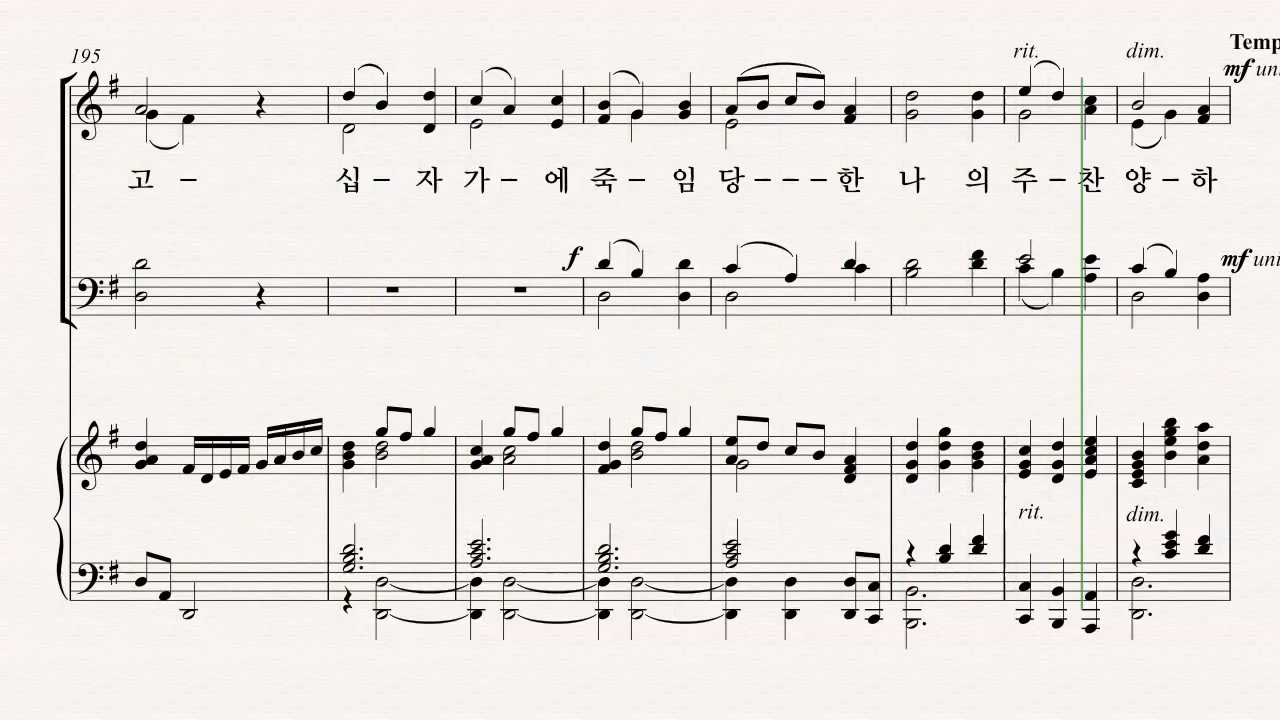 195
rit.
dim.
Temp
mf uni
고 – 십 – 자 가 – 에 죽 – 임 당 – – – 한 나 의 주 – 찬 양 – 하
f
mf uni
rit.
dim.